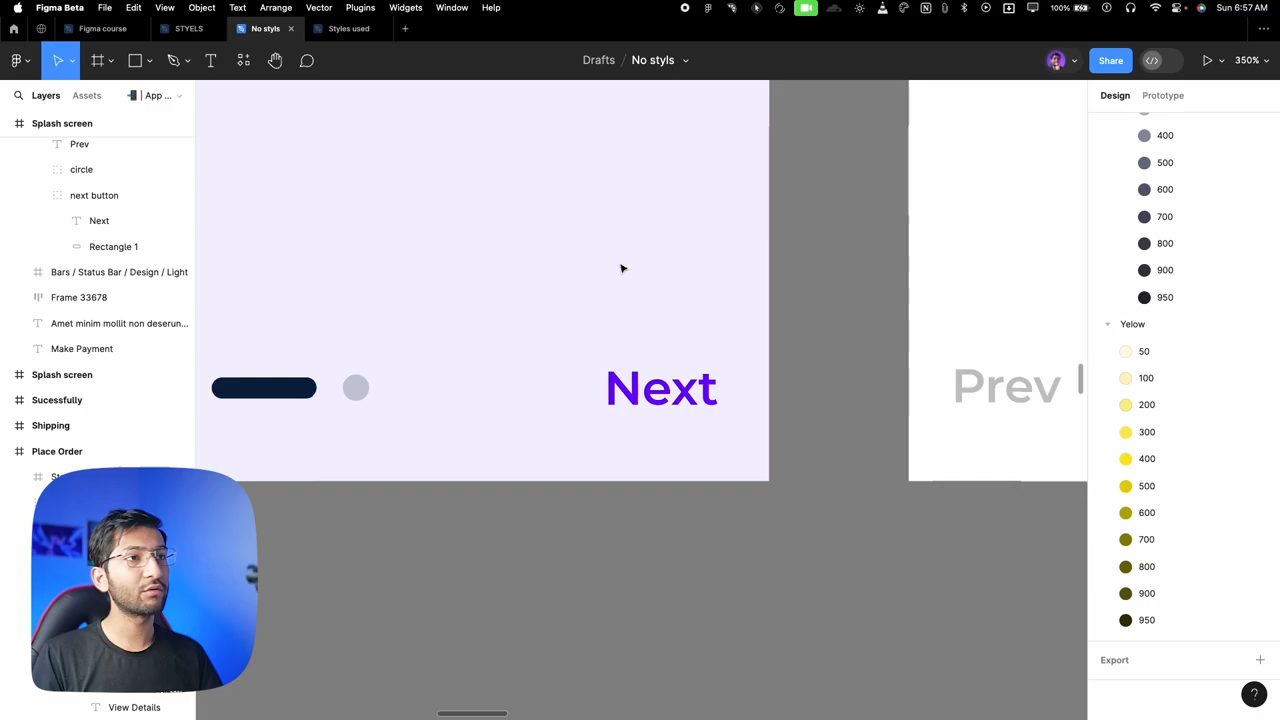 Figma Beta File Edit View Object Text Arrange Vector Plugins Widgets Window Help 100% Sun 6:57 AM
Figma course STYELS No styls Styles used
Drafts / No styls Share 350%
Layers Assets | App ... Design Prototype
Splash screen
Prev
circle
next button
Next
Rectangle 1
Bars / Status Bar / Design / Light
Frame 33678
Amet minim mollit non deserun...
Make Payment
Splash screen
Sucessfully
Shipping
Place Order
View Details
Next
Prev
400
500
600
700
800
900
950
Yelow
50
100
200
300
400
500
600
700
800
900
950
Export
?